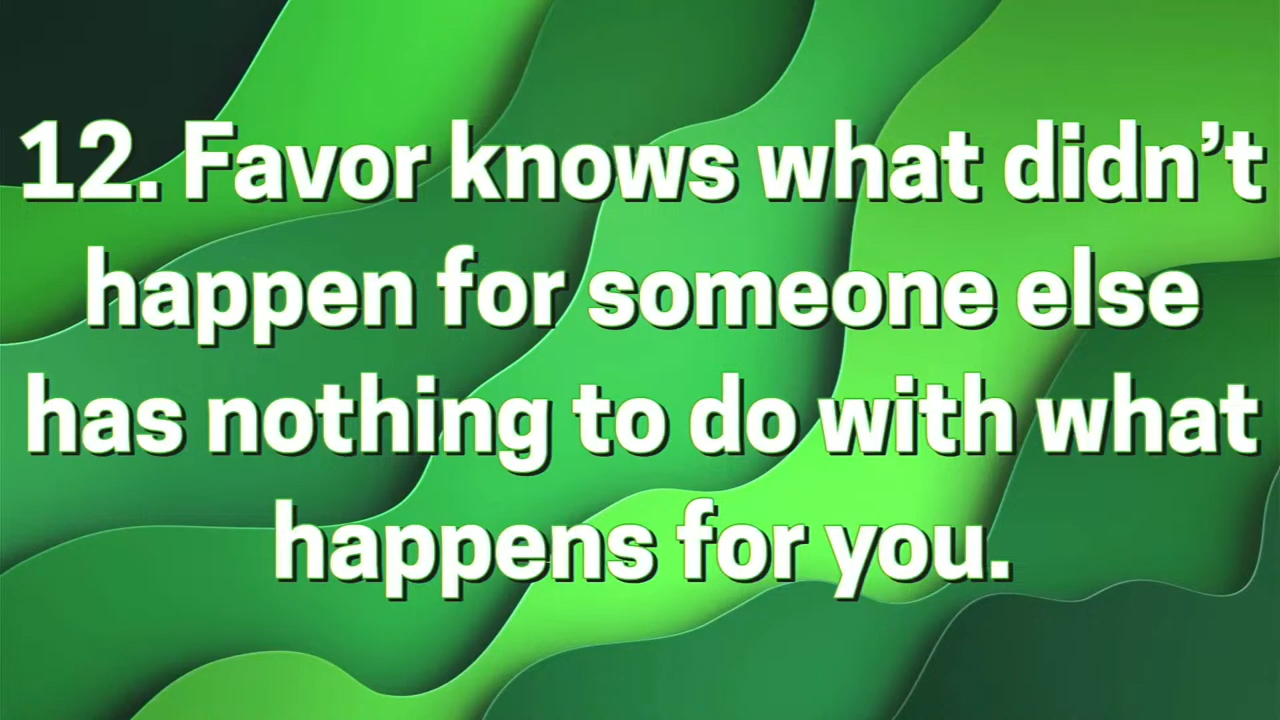 12. Favor knows what didn’t
happen for someone else
has nothing to do with what
happens for you.